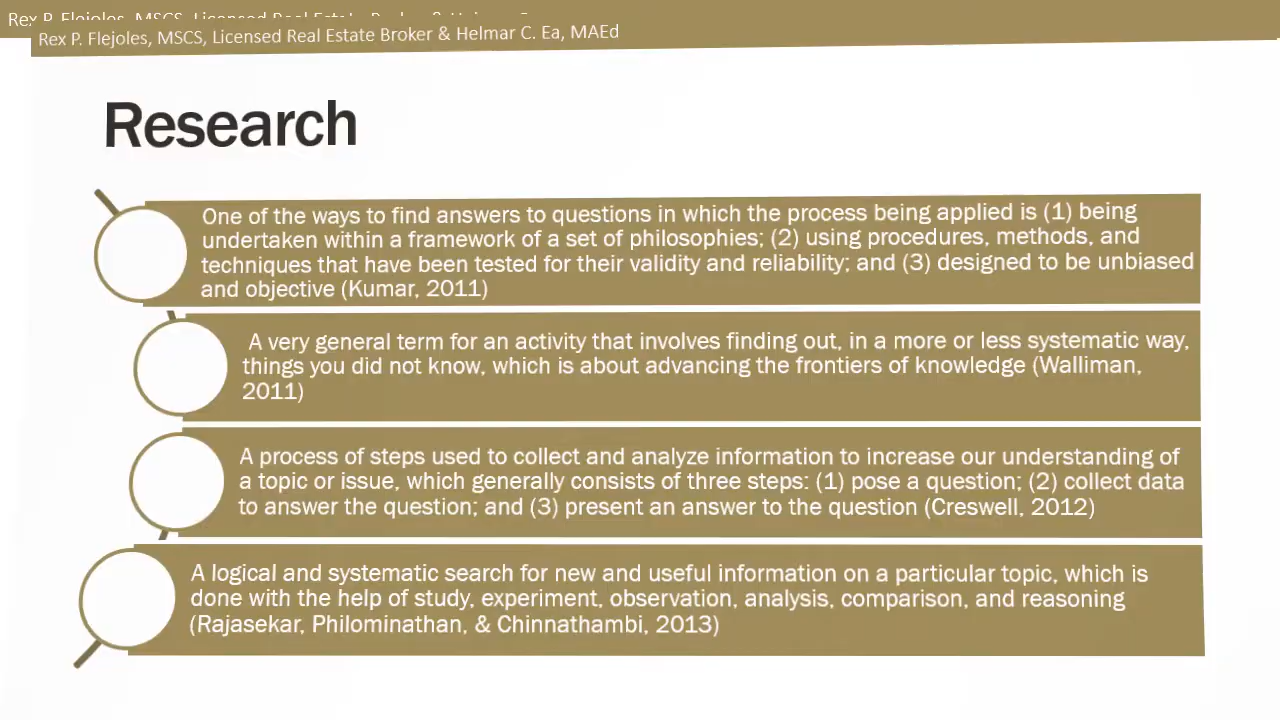 Rex P. Flejoles, MSCS, Licensed Real Estate Broker &
Rex P. Flejoles, MSCS, Licensed Real Estate Broker & Helmar C. Ea, MAEd
Research
One of the ways to find answers to questions in which the process being applied is (1) being
undertaken within a framework of a set of philosophies; (2) using procedures, methods, and
techniques that have been tested for their validity and reliability; and (3) designed to be unbiased
and objective (Kumar, 2011)
A very general term for an activity that involves finding out, in a more or less systematic way,
things you did not know, which is about advancing the frontiers of knowledge (Walliman,
2011)
A process of steps used to collect and analyze information to increase our understanding of
a topic or issue, which generally consists of three steps: (1) pose a question; (2) collect data
to answer the question; and (3) present an answer to the question (Creswell, 2012)
A logical and systematic search for new and useful information on a particular topic, which is
done with the help of study, experiment, observation, analysis, comparison, and reasoning
(Rajasekar, Philominathan, & Chinnathambi, 2013)